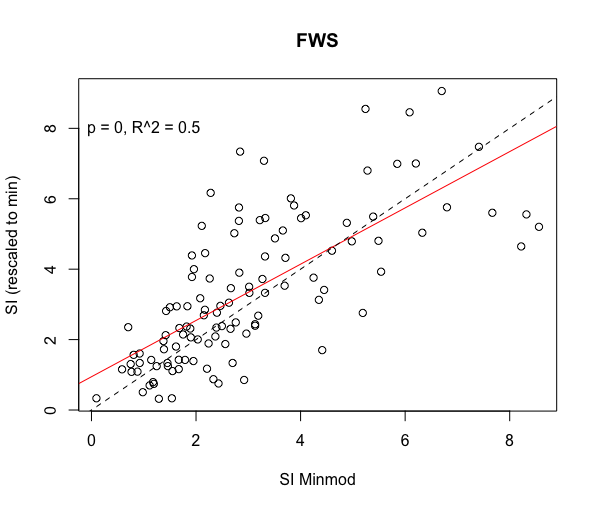 FWS
p = 0, R^2 = 0.5
SI (rescaled to min)
8
6
4
2
0
0 2 4 6 8
SI Minmod